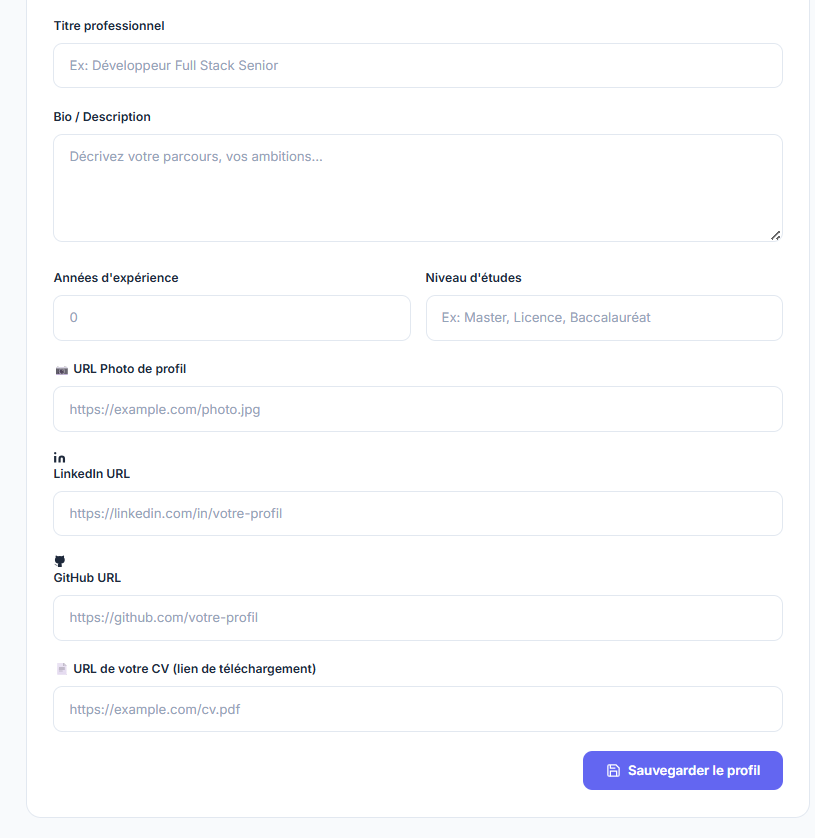 Titre professionnel
Ex: Développeur Full Stack Senior
Bio / Description
Décrivez votre parcours, vos ambitions...
Années d'expérience
Niveau d'études
0
Ex: Master, Licence, Baccalauréat
URL Photo de profil
https://example.com/photo.jpg
in
LinkedIn URL
https://linkedin.com/in/votre-profil
GitHub URL
https://github.com/votre-profil
URL de votre CV (lien de téléchargement)
https://example.com/cv.pdf
Sauvegarder le profil